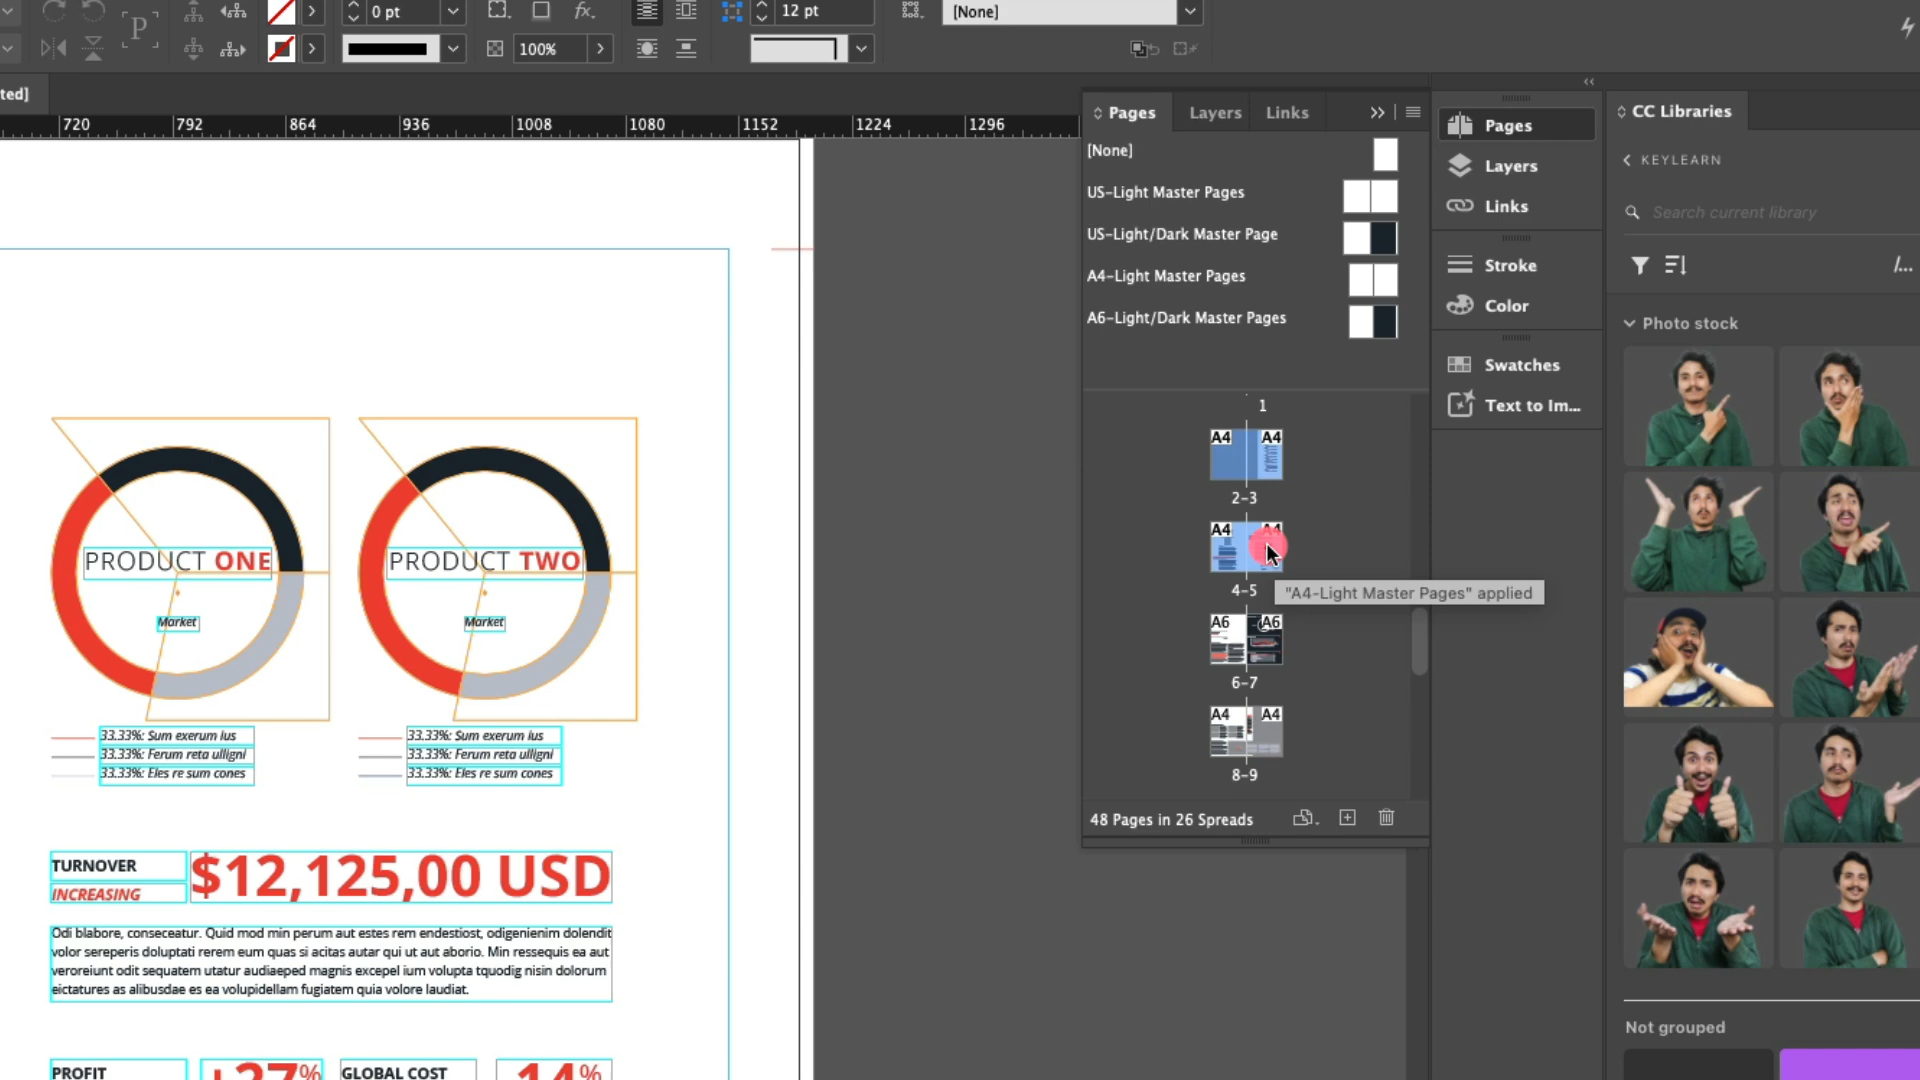 0 pt
12 pt
[None]
P
fx.
100%
ted]
720
792
864
936
1008
1080
1152
1224
1296
PRODUCT ONE
Market
33.33%: Sum exerum ius
33.33%: Ferum reta ulligni
33.33%: Eles re sum cones
PRODUCT TWO
Market
33.33%: Sum exerum ius
33.33%: Ferum reta ulligni
33.33%: Eles re sum cones
TURNOVER
INCREASING
$12,125,00 USD
Odi blabore, conseceatur. Quid mod min perum aut estes rem endestiost, odigenienim dolendit
volor sereperis doluptati rerem eum quas si acitas autar qui ut aut aborio. Min ressequis ea aut
veroreiunt odit sequatem utatur audiaeped magnis excepel ium volupta tquodig nisin dolorum
eictatures as alibusdae es ea volupidellam fugiatem quia volore laudiat.
PROFIT
+27%
GLOBAL COST
-14%
Pages
Layers
Links
[None]
US-Light Master Pages
US-Light/Dark Master Page
A4-Light Master Pages
A6-Light/Dark Master Pages
1
A4
A4
2-3
A4
A4
4-5
"A4-Light Master Pages" applied
A6
A6
6-7
A4
A4
8-9
48 Pages in 26 Spreads
Pages
Layers
Links
Stroke
Color
Swatches
Text to Im...
CC Libraries
KEYLEARN
Search current library
/...
Photo stock
Not grouped